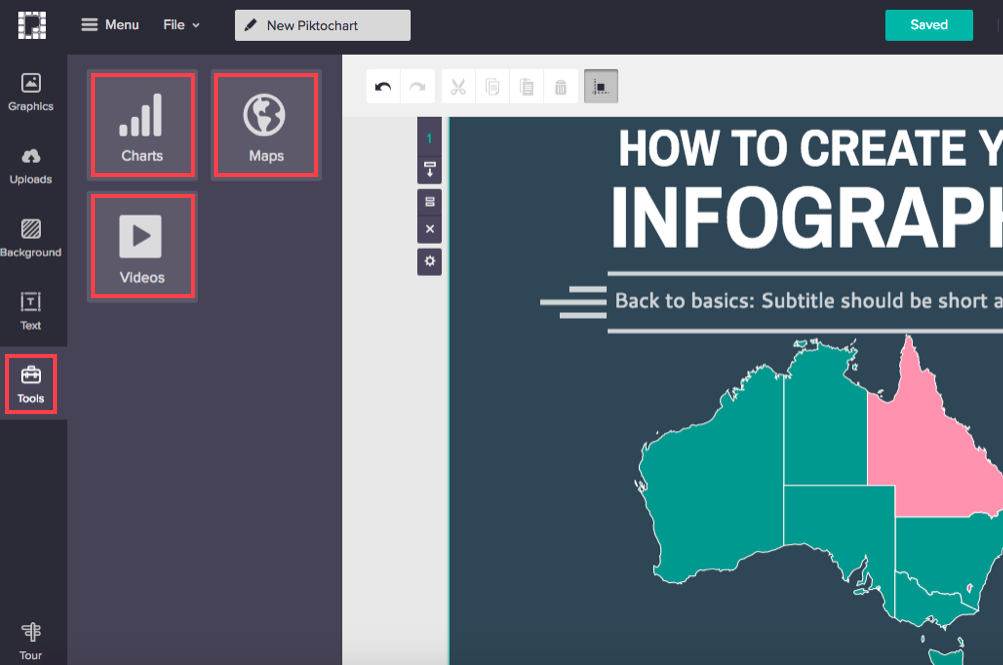 Menu
File
New Piktochart
Saved
Graphics
Uploads
Background
Text
Tools
Tour
Charts
Maps
Videos
1
HOW TO CREATE Y
INFOGRAPH
Back to basics: Subtitle should be short a